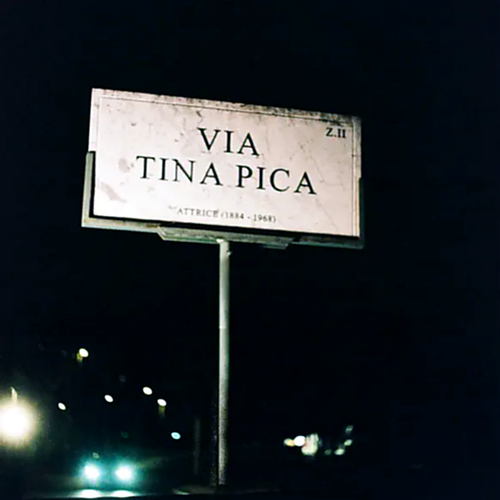 Z.II
VIA
TINA PICA
ATTRICE (1884 - 1968)